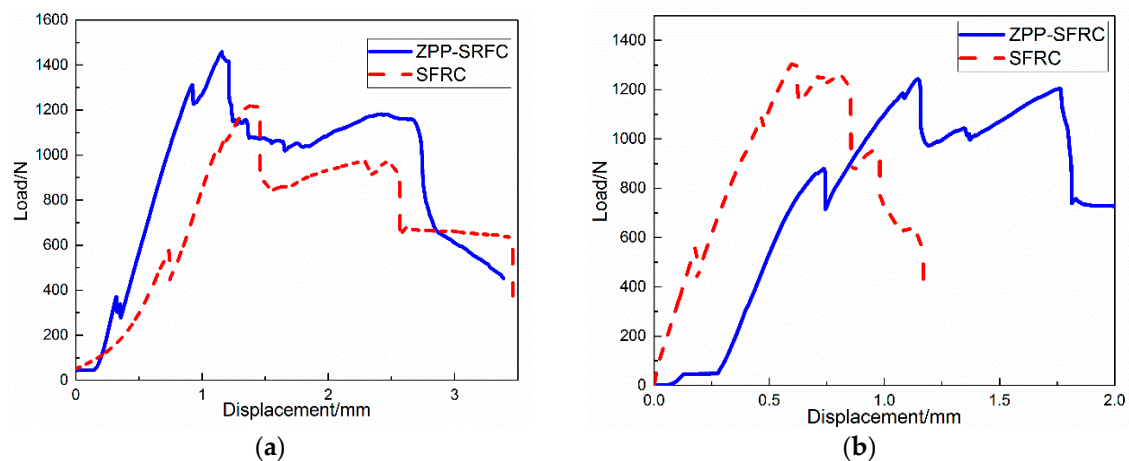 1600
1400
1200
1000
800
600
400
200
0
Load/N
0 1 2 3
Displacement/mm
ZPP-SRFC
SFRC
(a)
1400
1200
1000
800
600
400
200
0
Load/N
0.0 0.5 1.0 1.5 2.0
Displacement/mm
ZPP-SFRC
SFRC
(b)